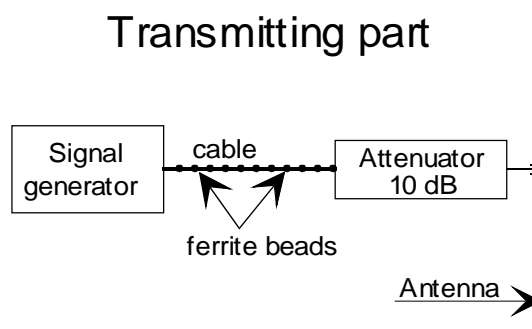 Transmitting part
Signal
generator
cable
Attenuator
10 dB
ferrite beads
Antenna